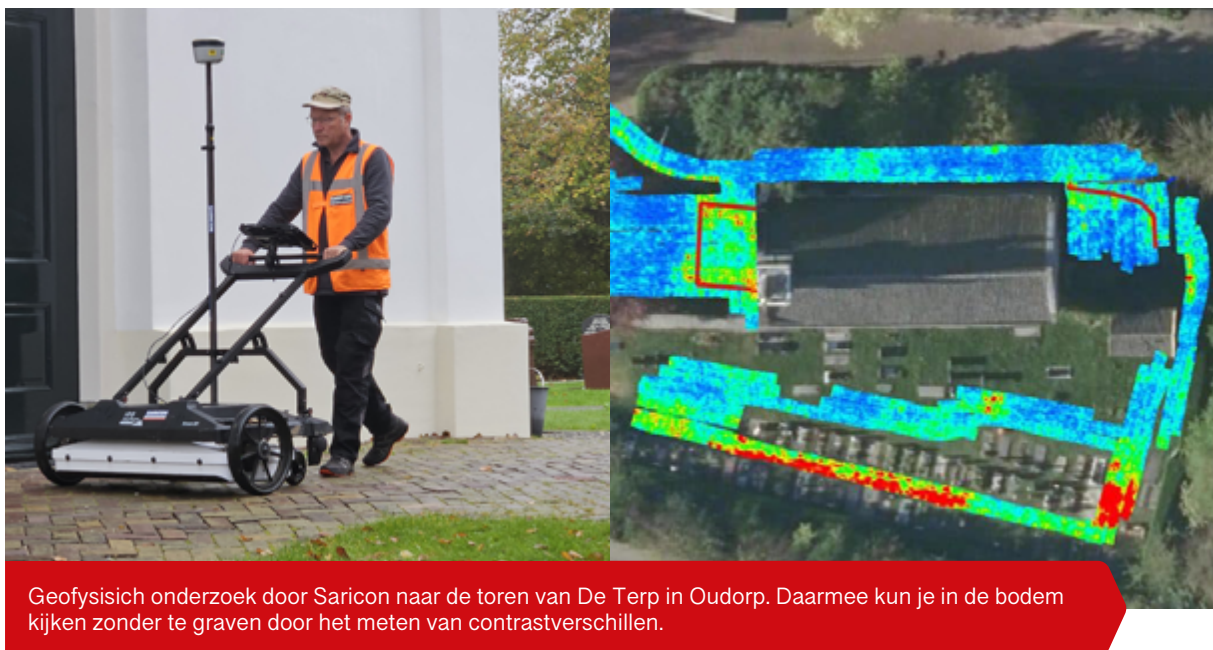 Geofysisich onderzoek door Saricon naar de toren van De Terp in Oudorp. Daarmee kun je in de bodem
kijken zonder te graven door het meten van contrastverschillen.